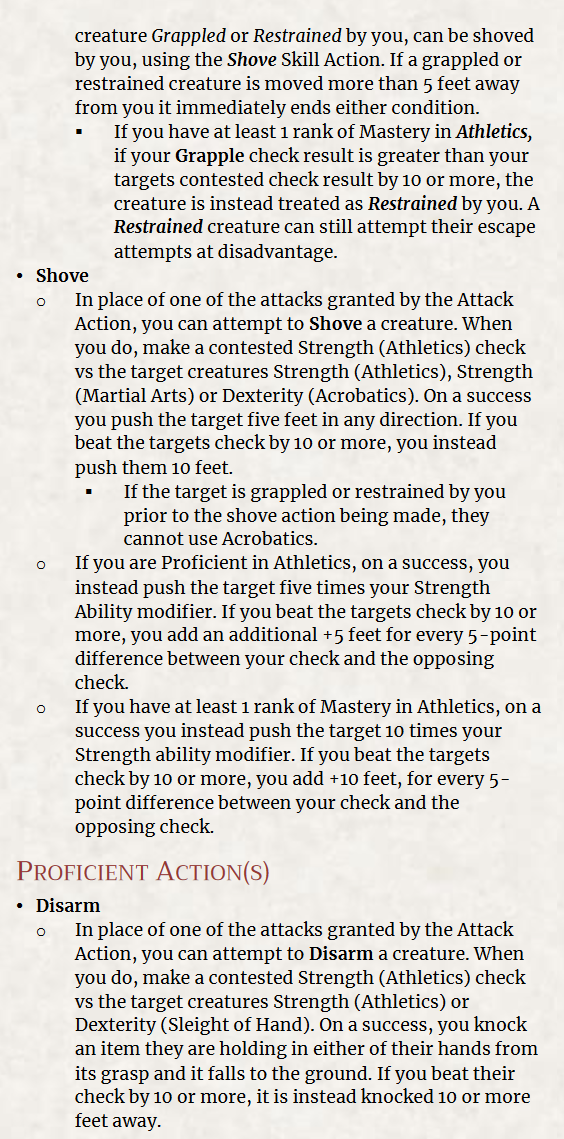 creature Grappled or Restrained by you, can be shoved
by you, using the Shove Skill Action. If a grappled or
restrained creature is moved more than 5 feet away
from you it immediately ends either condition.
▪ If you have at least 1 rank of Mastery in Athletics,
if your Grapple check result is greater than your
targets contested check result by 10 or more, the
creature is instead treated as Restrained by you. A
Restrained creature can still attempt their escape
attempts at disadvantage.
• Shove
o In place of one of the attacks granted by the Attack
Action, you can attempt to Shove a creature. When
you do, make a contested Strength (Athletics) check
vs the target creatures Strength (Athletics), Strength
(Martial Arts) or Dexterity (Acrobatics). On a success
you push the target five feet in any direction. If you
beat the targets check by 10 or more, you instead
push them 10 feet.
▪ If the target is grappled or restrained by you
prior to the shove action being made, they
cannot use Acrobatics.
o If you are Proficient in Athletics, on a success, you
instead push the target five times your Strength
Ability modifier. If you beat the targets check by 10 or
more, you add an additional +5 feet for every 5-point
difference between your check and the opposing
check.
o If you have at least 1 rank of Mastery in Athletics, on a
success you instead push the target 10 times your
Strength ability modifier. If you beat the targets
check by 10 or more, you add +10 feet, for every 5-
point difference between your check and the
opposing check.
PROFICIENT ACTION(S)
• Disarm
o In place of one of the attacks granted by the Attack
Action, you can attempt to Disarm a creature. When
you do, make a contested Strength (Athletics) check
vs the target creatures Strength (Athletics) or
Dexterity (Sleight of Hand). On a success, you knock
an item they are holding in either of their hands from
its grasp and it falls to the ground. If you beat their
check by 10 or more, it is instead knocked 10 or more
feet away.